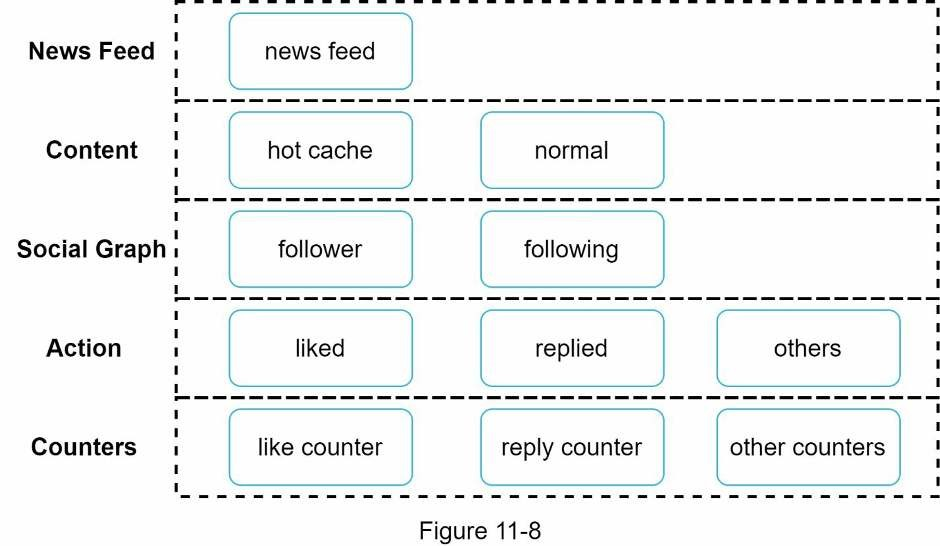 News Feed
news feed
Content
hot cache
normal
Social Graph
follower
following
Action
liked
replied
others
Counters
like counter
reply counter
other counters
Figure 11-8